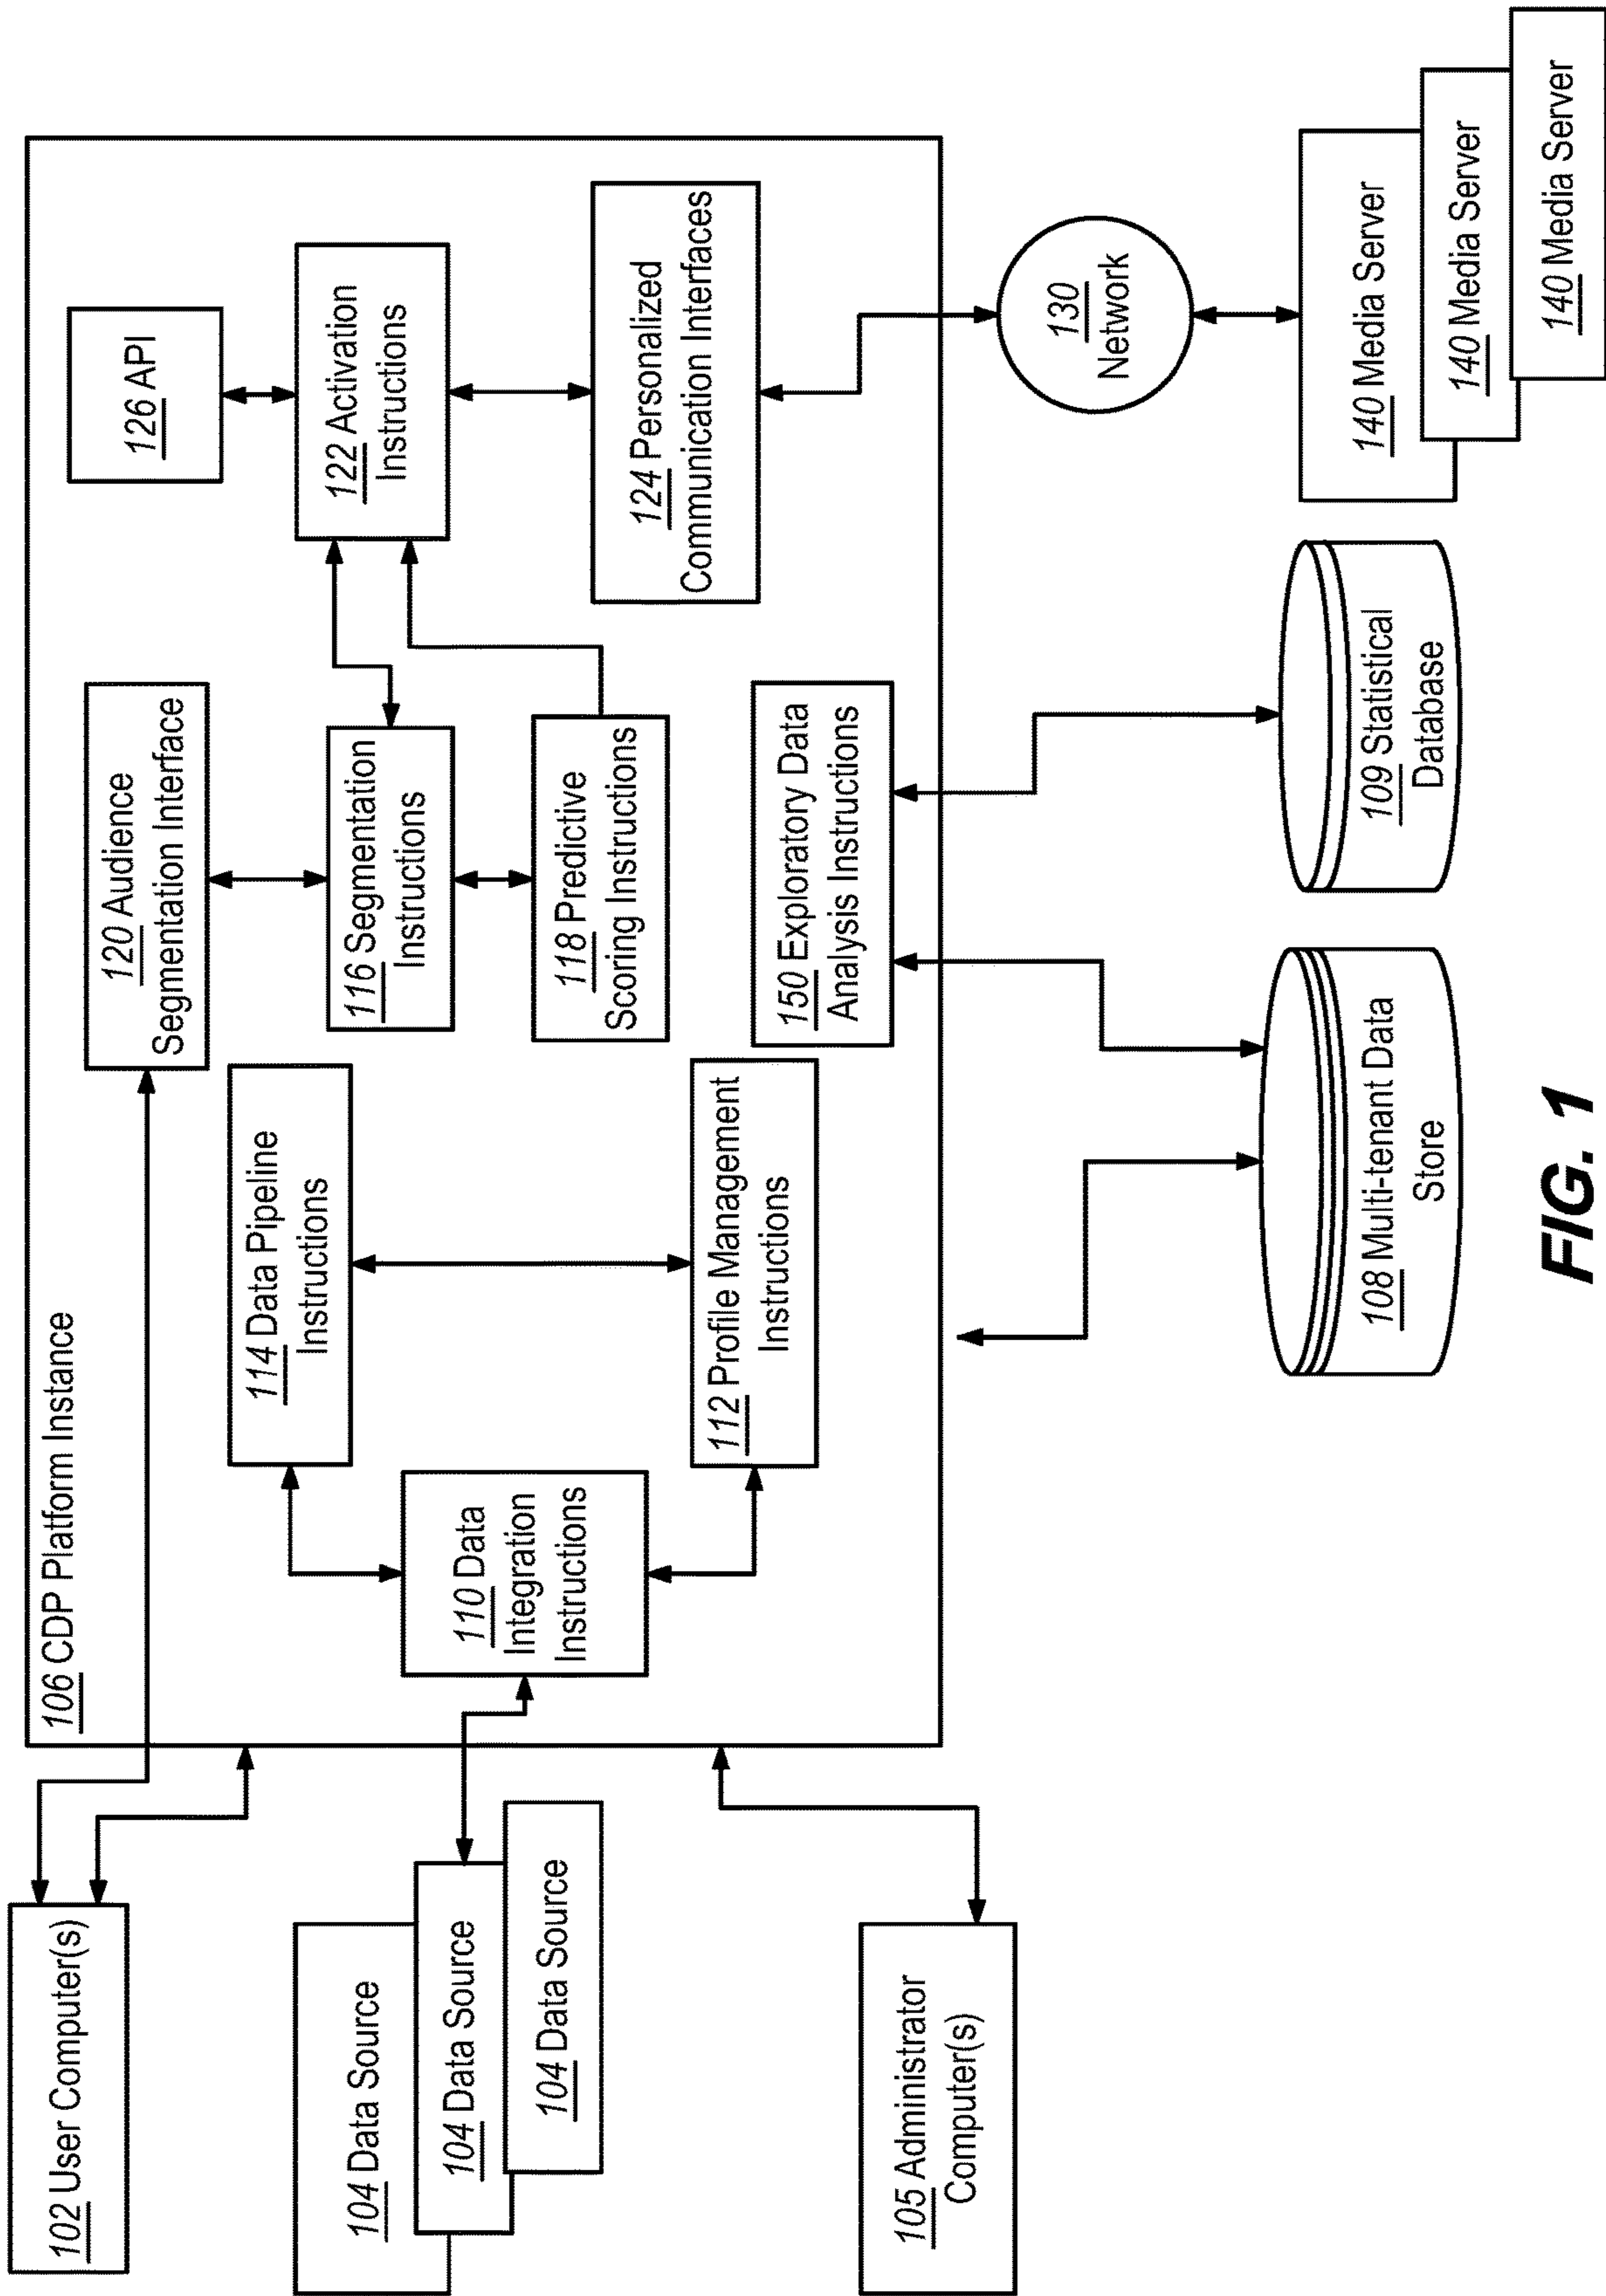 106 CDP Platform Instance
102 User Computer(s)
104 Data Source
104 Data Source
104 Data Source
105 Administrator
Computer(s)
110 Data
Integration
Instructions
114 Data Pipeline
Instructions
112 Profile Management
Instructions
120 Audience
Segmentation Interface
116 Segmentation
Instructions
118 Predictive
Scoring Instructions
150 Exploratory Data
Analysis Instructions
126 API
122 Activation
Instructions
124 Personalized
Communication Interfaces
130
Network
108 Multi-tenant Data
Store
109 Statistical
Database
140 Media Server
140 Media Server
140 Media Server
FIG. 1